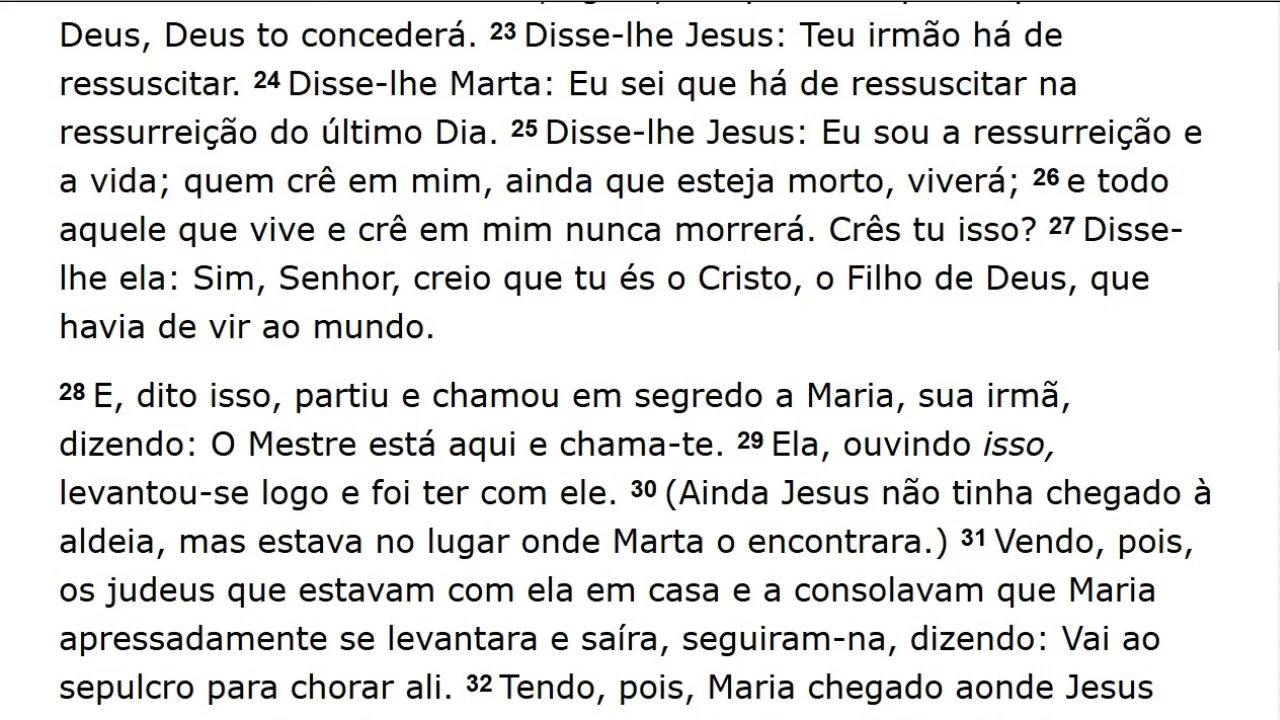 Deus, Deus to concederá. 23 Disse-lhe Jesus: Teu irmão há de
ressuscitar. 24 Disse-lhe Marta: Eu sei que há de ressuscitar na
ressurreição do último Dia. 25 Disse-lhe Jesus: Eu sou a ressurreição e
a vida; quem crê em mim, ainda que esteja morto, viverá; 26 e todo
aquele que vive e crê em mim nunca morrerá. Crês tu isso? 27 Disse-
lhe ela: Sim, Senhor, creio que tu és o Cristo, o Filho de Deus, que
havia de vir ao mundo.
28 E, dito isso, partiu e chamou em segredo a Maria, sua irmã,
dizendo: O Mestre está aqui e chama-te. 29 Ela, ouvindo isso,
levantou-se logo e foi ter com ele. 30 (Ainda Jesus não tinha chegado à
aldeia, mas estava no lugar onde Marta o encontrara.) 31 Vendo, pois,
os judeus que estavam com ela em casa e a consolavam que Maria
apressadamente se levantara e saíra, seguiram-na, dizendo: Vai ao
sepulcro para chorar ali. 32 Tendo, pois, Maria chegado aonde Jesus